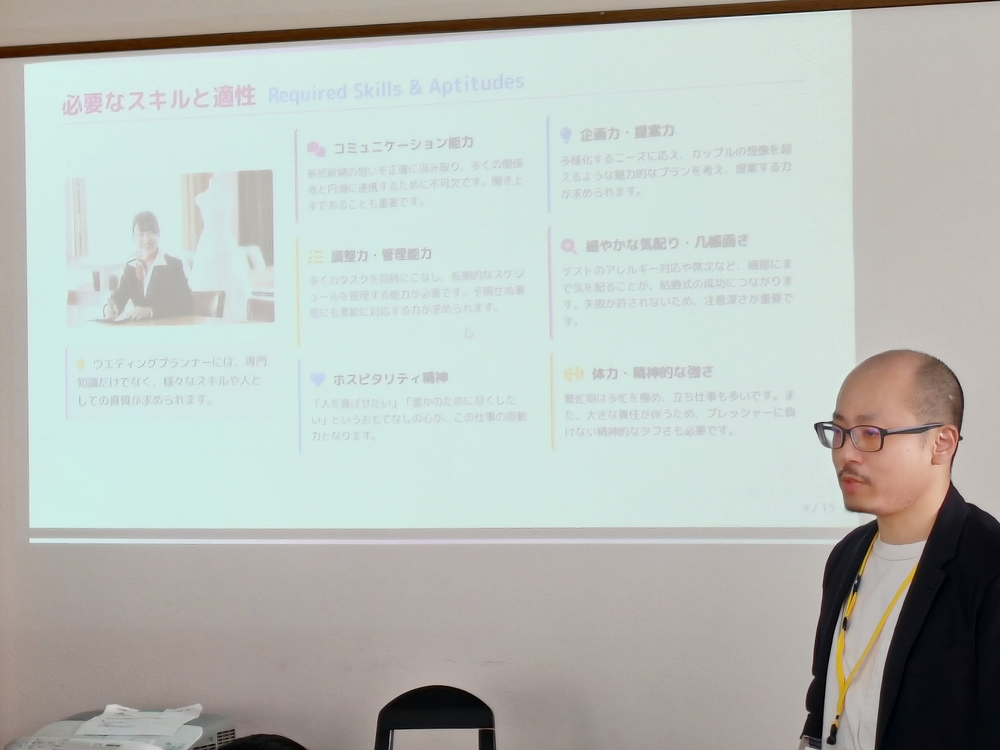 必要なスキルと適性 Required Skills & Aptitudes
ウエディングプランナーには、専門
知識だけでなく、様々なスキルや人と
しての資質が求められます。
コミュニケーション能力
新郎新婦の想いを正確に汲み取り、多くの関係
者と円滑に連携するために不可欠です。聞き上
手であることも重要です。
調整力・管理能力
多くのタスクを同時にこなし、長期的なスケジ
ュールを管理する能力が必要です。予期せぬ事
態にも柔軟に対応する力が求められます。
ホスピタリティ精神
「人を喜ばせたい」「誰かのために尽くした
い」というおもてなしの心が、この仕事の原動
力となります。
企画力・提案力
多様化するニーズに応え、カップルの想像を超
えるような魅力的なプランを考え、提案する力
が求められます。
細やかな気配り・几帳面さ
ゲストのアレルギー対応や席次など、細部にま
で気を配ることが、結婚式の成功につながりま
す。失敗が許されないため、注意深さが重要で
す。
体力・精神的な強さ
繁忙期は多忙を極め、立ち仕事も多いです。ま
た、大きな責任が伴うため、プレッシャーに負
けない精神的なタフさも必要です。
4 / 15